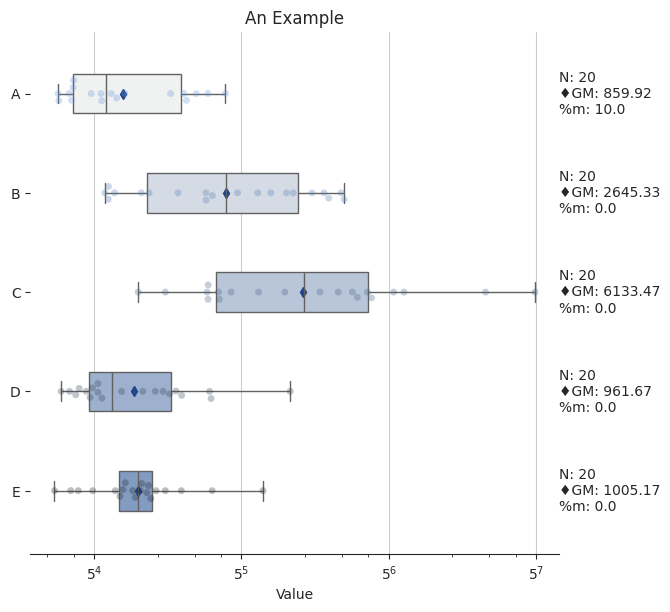 An Example
A
N: 20
♦GM: 859.92
%m: 10.0
B
N: 20
♦GM: 2645.33
%m: 0.0
C
N: 20
♦GM: 6133.47
%m: 0.0
D
N: 20
♦GM: 961.67
%m: 0.0
E
N: 20
♦GM: 1005.17
%m: 0.0
5⁴ 5⁵ 5⁶ 5⁷
Value